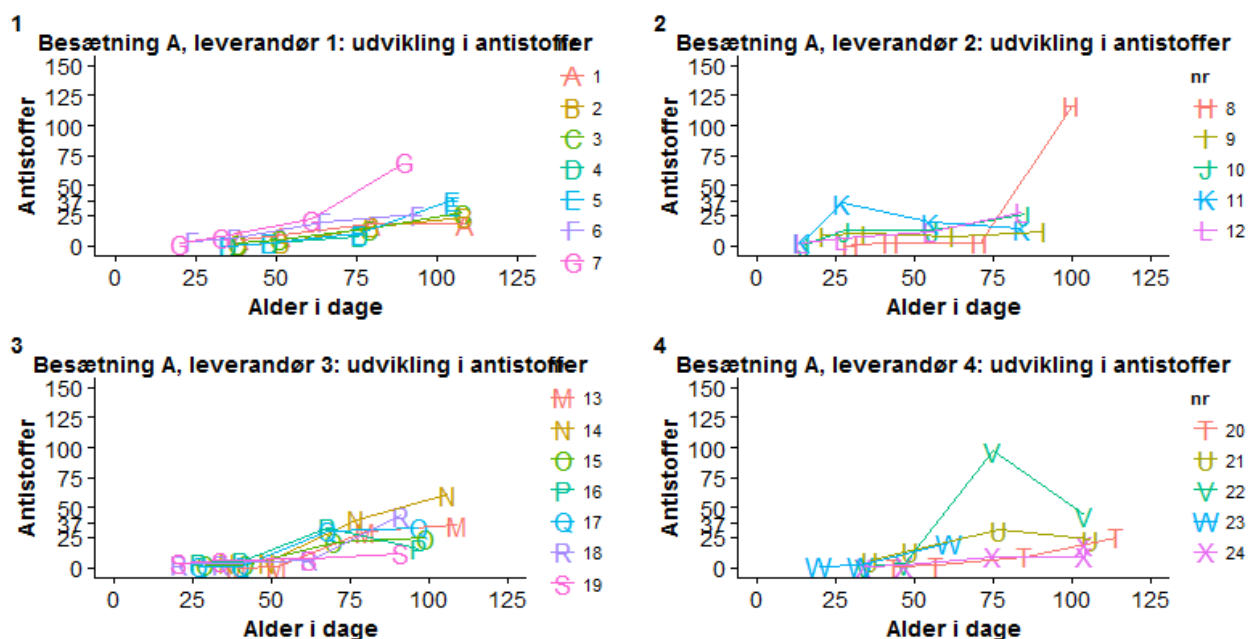 1
Besætning A, leverandør 1: udvikling i antistoffer
150
125
100
75
50
37
25
0
Antistoffer
0 25 50 75 100 125
Alder i dage
A 1
B 2
C 3
D 4
E 5
F 6
G 7
2
Besætning A, leverandør 2: udvikling i antistoffer
150
125
100
75
50
37
25
0
Antistoffer
0 25 50 75 100 125
Alder i dage
nr
H 8
I 9
J 10
K 11
L 12
3
Besætning A, leverandør 3: udvikling i antistoffer
150
125
100
75
50
37
25
0
Antistoffer
0 25 50 75 100 125
Alder i dage
M 13
N 14
O 15
P 16
Q 17
R 18
S 19
4
Besætning A, leverandør 4: udvikling i antistoffer
150
125
100
75
50
37
25
0
Antistoffer
0 25 50 75 100 125
Alder i dage
nr
T 20
U 21
V 22
W 23
X 24